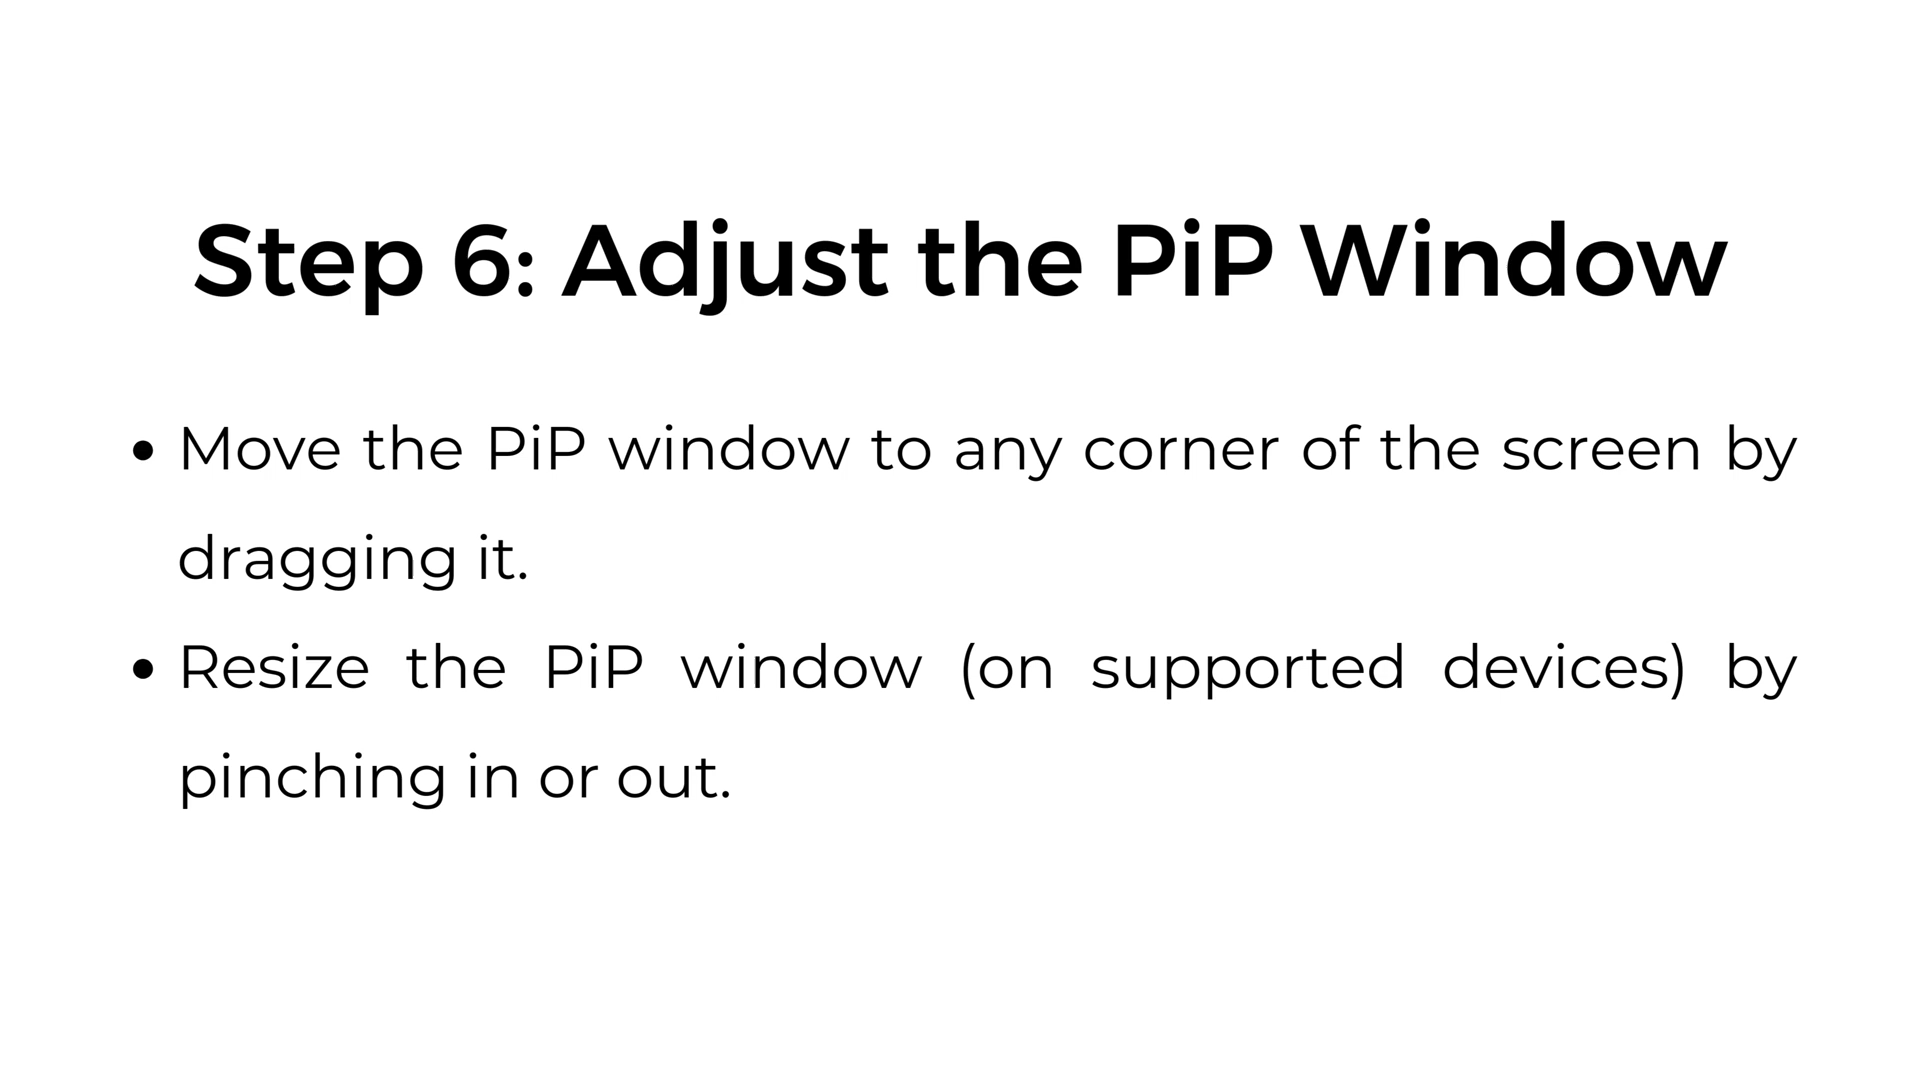 Step 6: Adjust the PiP Window
• Move the PiP window to any corner of the screen by
dragging it.
• Resize the PiP window (on supported devices) by
pinching in or out.